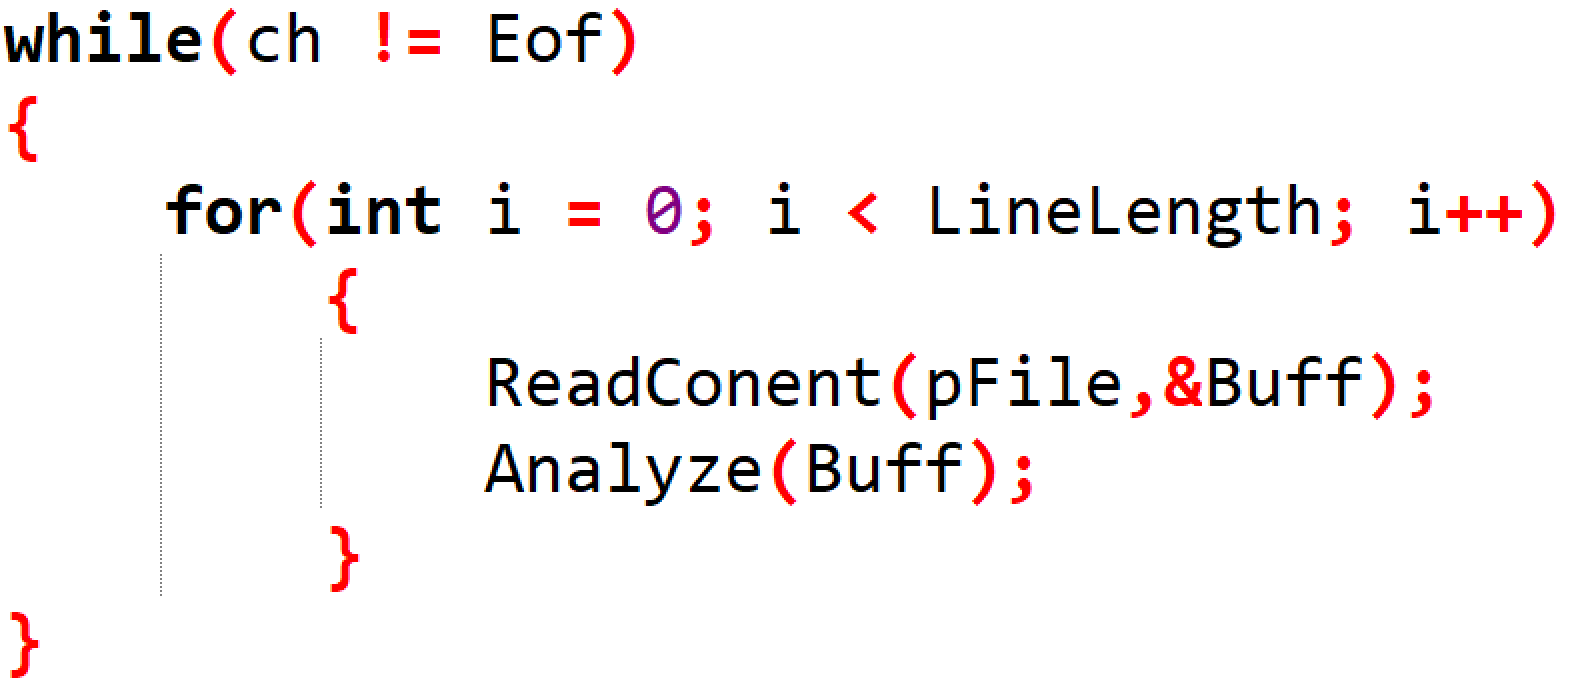 while(ch != Eof)
{
    for(int i = 0; i < LineLength; i++)
        {
            ReadConent(pFile,&Buff);
            Analyze(Buff);
        }
}